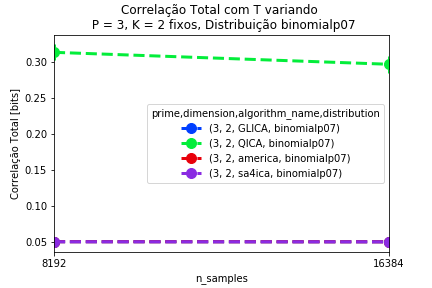 Correlação Total com T variando
P = 3, K = 2 fixos, Distribuição binomialp07
Correlação Total [bits]
0.30
0.25
0.20
0.15
0.10
0.05
prime,dimension,algorithm_name,distribution
(3, 2, GLICA, binomialp07)
(3, 2, QICA, binomialp07)
(3, 2, america, binomialp07)
(3, 2, sa4ica, binomialp07)
8192
16384
n_samples